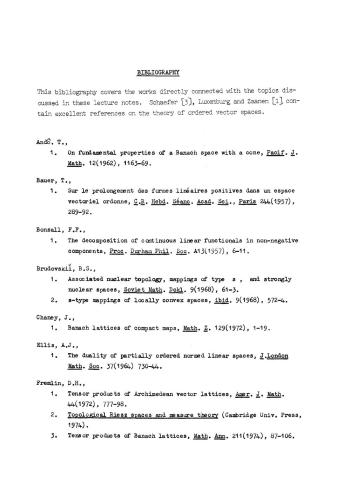 BIBLIOGRAPHY
This bibliography covers the works directly connected with the topics dis-
cussed in these lecture notes. Schaefer [3], Luxemburg and Zaanen [1] con-
tain excellent references on the theory of ordered vector spaces.
Andô, T.,
1. On fundamental properties of a Banach space with a cone, Pacif. J.
Math. 12(1962), 1163-69.
Bauer, T.,
1. Sur le prolongement des formes linéaires positives dans un espace
vectoriel ordonne, C.R. Hebd. Séanc. Acad. Sci., Paris 244(1957),
289-92.
Bonsall, F.F.,
1. The decomposition of continuous linear functionals in non-negative
components, Proc. Durham Phil. Soc. A13(1957), 6-11.
Brudovskiĭ, B.S.,
1. Associated nuclear topology, mappings of type s , and strongly
nuclear spaces, Soviet Math. Dokl. 9(1968), 61-3.
2. s-type mappings of locally convex spaces, ibid. 9(1968), 572-4.
Chaney, J.,
1. Banach lattices of compact maps, Math. Z. 129(1972), 1-19.
Ellis, A.J.,
1. The duality of partially ordered normed linear spaces, J.London
Math. Soc. 37(1964) 730-44.
Fremlin, D.H.,
1. Tensor products of Archimedean vector lattices, Amer. J. Math.
44(1972), 777-98.
2. Topological Riesz spaces and measure theory (Cambridge Univ. Press,
1974).
3. Tensor products of Banach lattices, Math. Ann. 211(1974), 87-106.